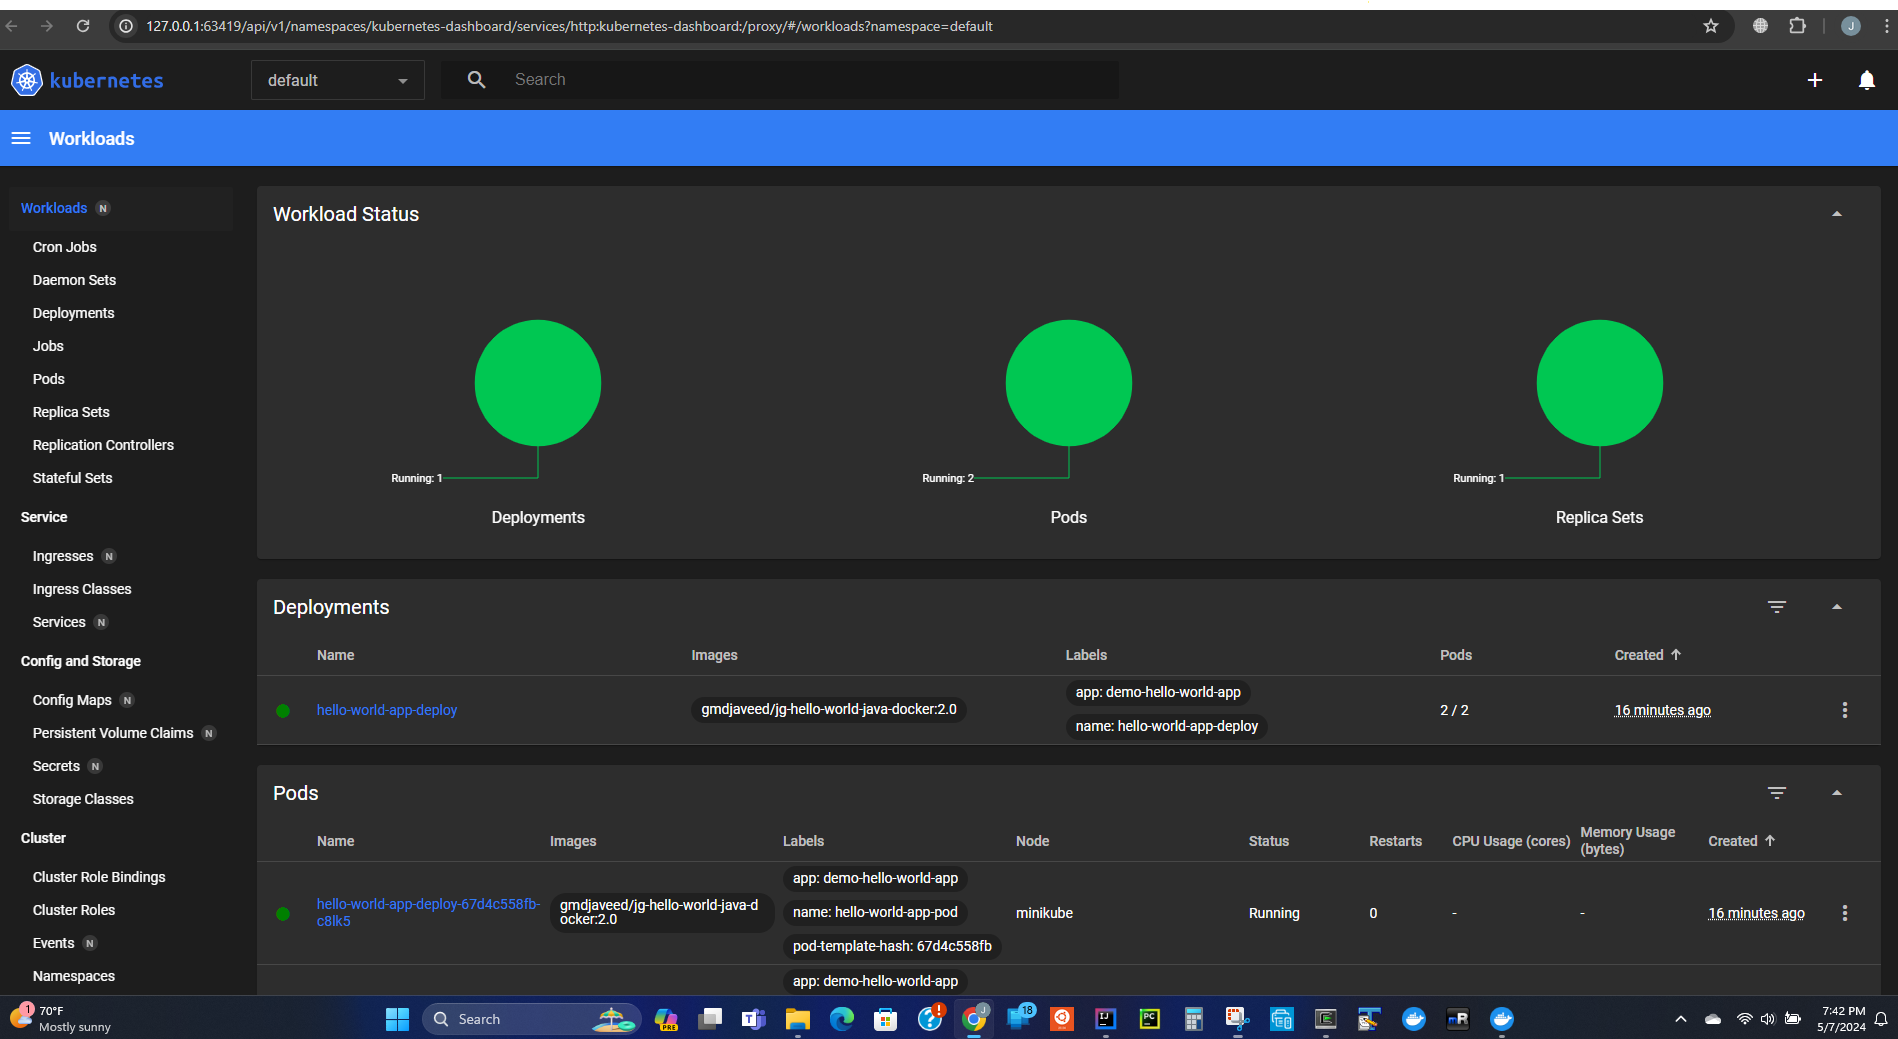 127.0.0.1:63419/api/v1/namespaces/kubernetes-dashboard/services/http:kubernetes-dashboard:/proxy/#/workloads?namespace=default
J
kubernetes
default
Search
Workloads
Workloads N
Cron Jobs
Daemon Sets
Deployments
Jobs
Pods
Replica Sets
Replication Controllers
Stateful Sets
Service
Ingresses N
Ingress Classes
Services N
Config and Storage
Config Maps N
Persistent Volume Claims N
Secrets N
Storage Classes
Cluster
Cluster Role Bindings
Cluster Roles
Events N
Namespaces
Workload Status
Running: 1
Deployments
Running: 2
Pods
Running: 1
Replica Sets
Deployments
Name Images Labels Pods Created
hello-world-app-deploy
gmdjaveed/jg-hello-world-java-docker:2.0
app: demo-hello-world-app
name: hello-world-app-deploy
2 / 2
16 minutes ago
Pods
Name Images Labels Node Status Restarts CPU Usage (cores) Memory Usage (bytes) Created
hello-world-app-deploy-67d4c558fb-
c8lk5
gmdjaveed/jg-hello-world-java-d
ocker:2.0
app: demo-hello-world-app
name: hello-world-app-pod
pod-template-hash: 67d4c558fb
minikube
Running
0
-
-
16 minutes ago
app: demo-hello-world-app
1
70°F
Mostly sunny
Search
PRE
T
J
18
IJ
PC
mR
7:42 PM
5/7/2024